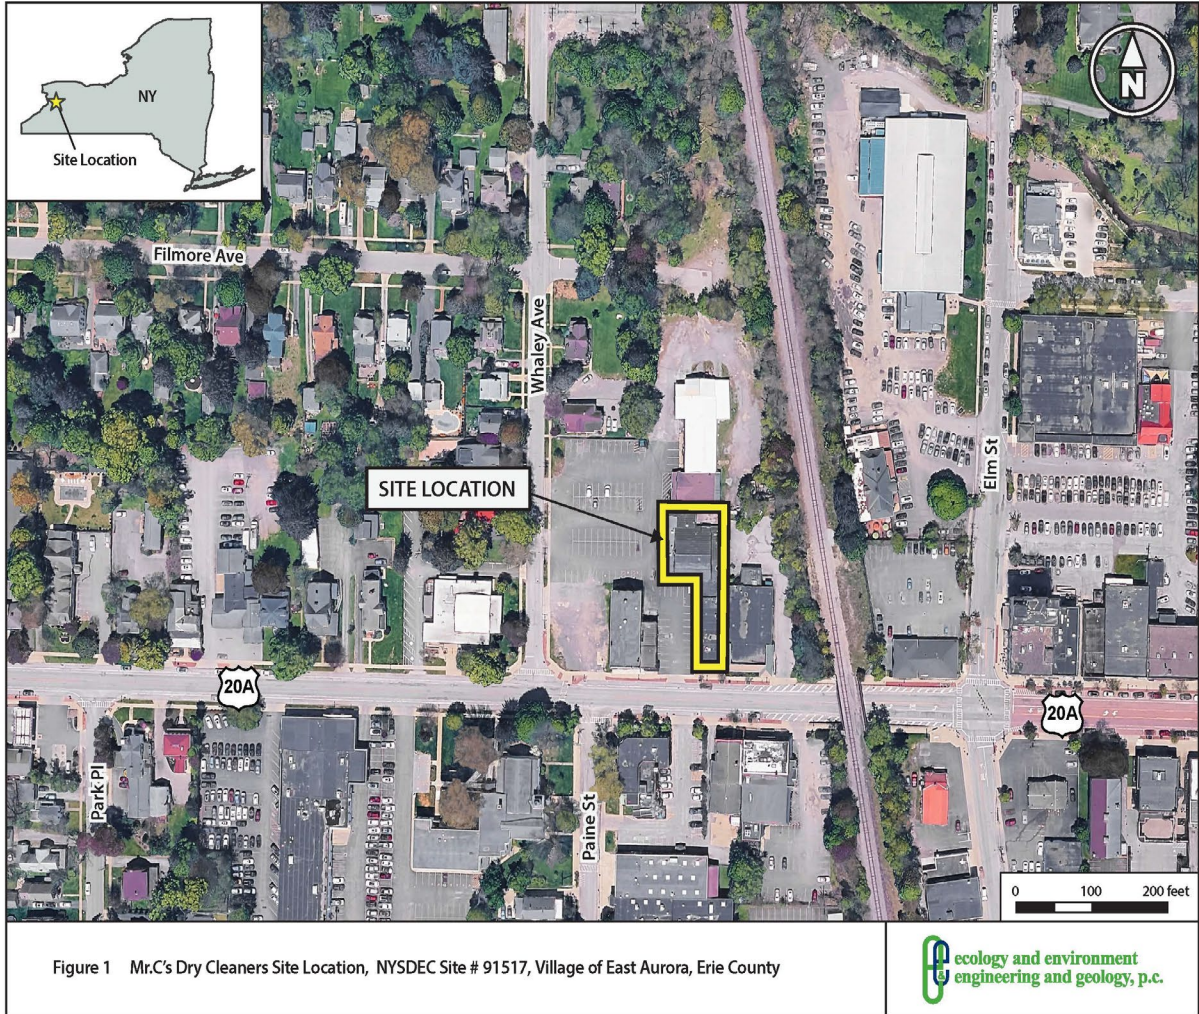 NY
Site Location
N
Filmore Ave
Whaley Ave
SITE LOCATION
Elm St
20A
20A
Park Pl
Paine St
0 100 200 feet
Figure 1 Mr.C's Dry Cleaners Site Location, NYSDEC Site # 91517, Village of East Aurora, Erie County
ecology and environment
engineering and geology, p.c.